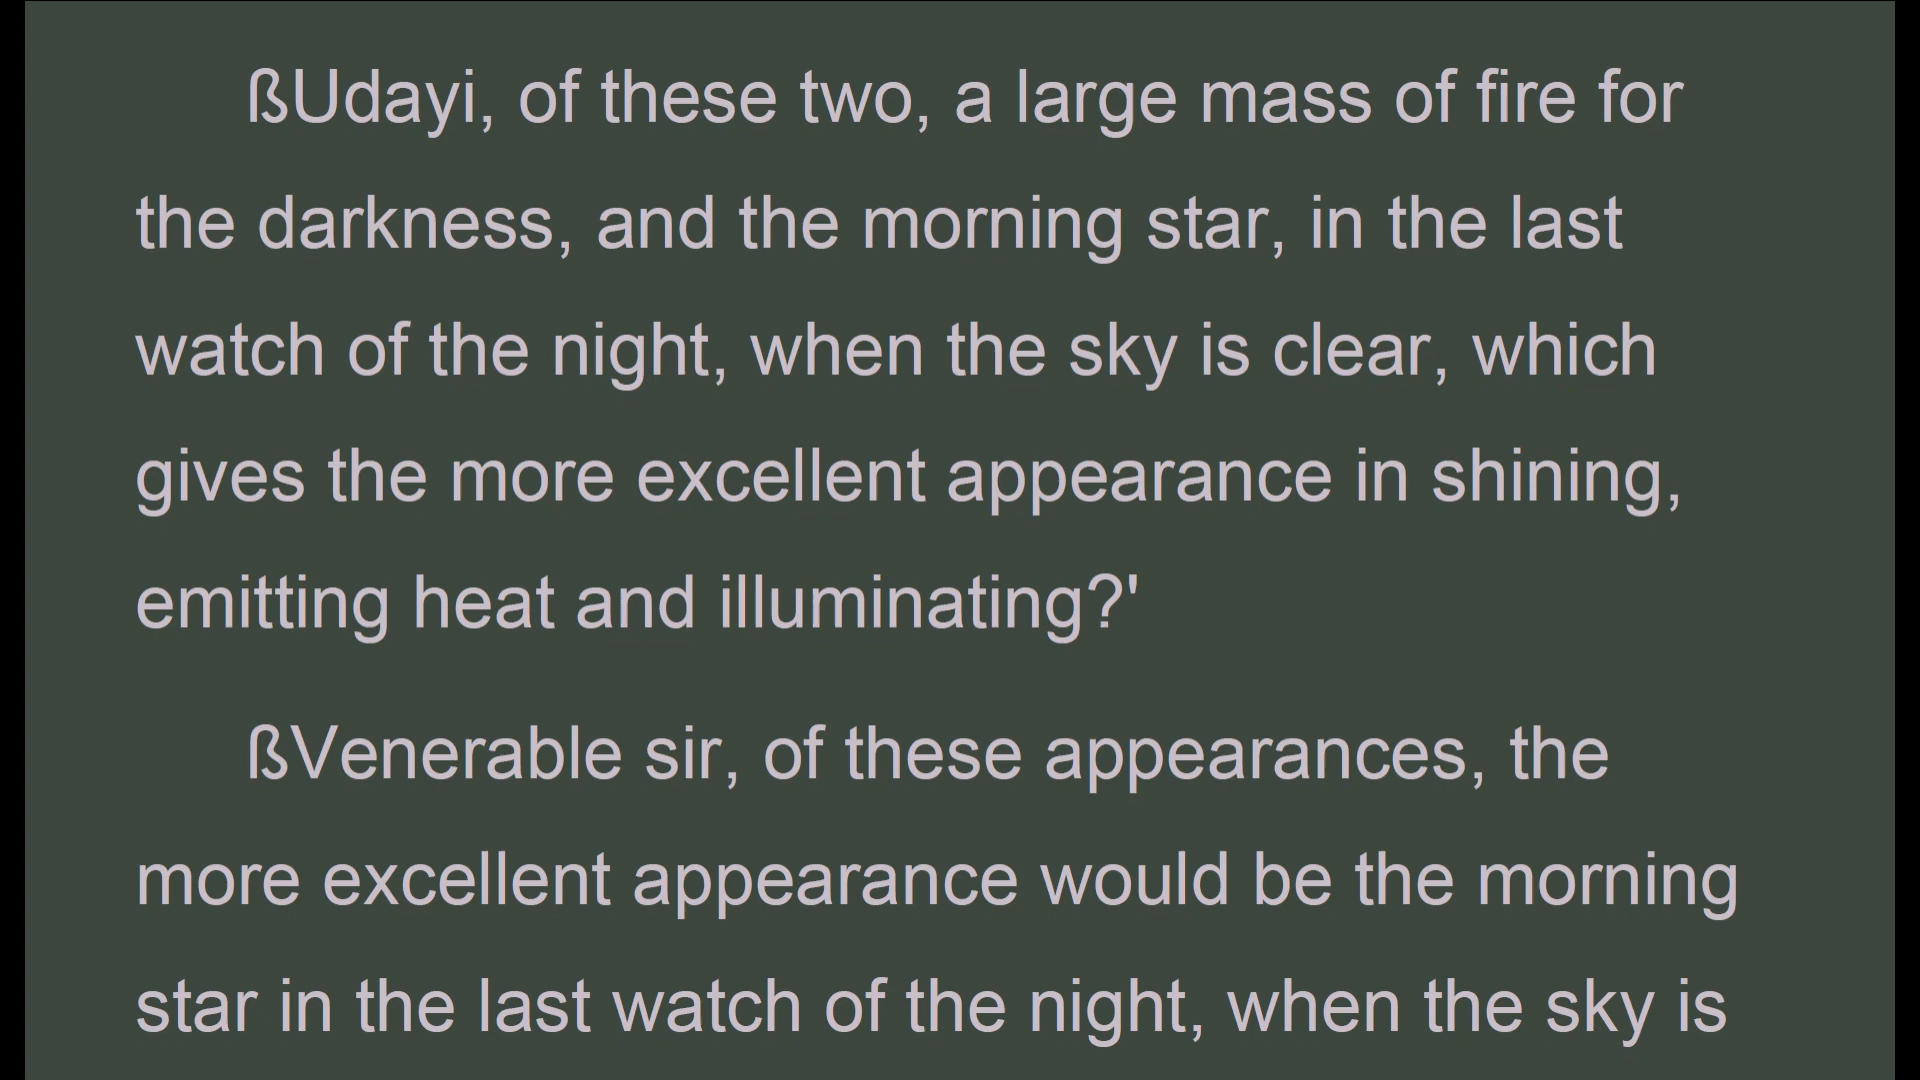 ßUdayi, of these two, a large mass of fire for
the darkness, and the morning star, in the last
watch of the night, when the sky is clear, which
gives the more excellent appearance in shining,
emitting heat and illuminating?'
ßVenerable sir, of these appearances, the
more excellent appearance would be the morning
star in the last watch of the night, when the sky is